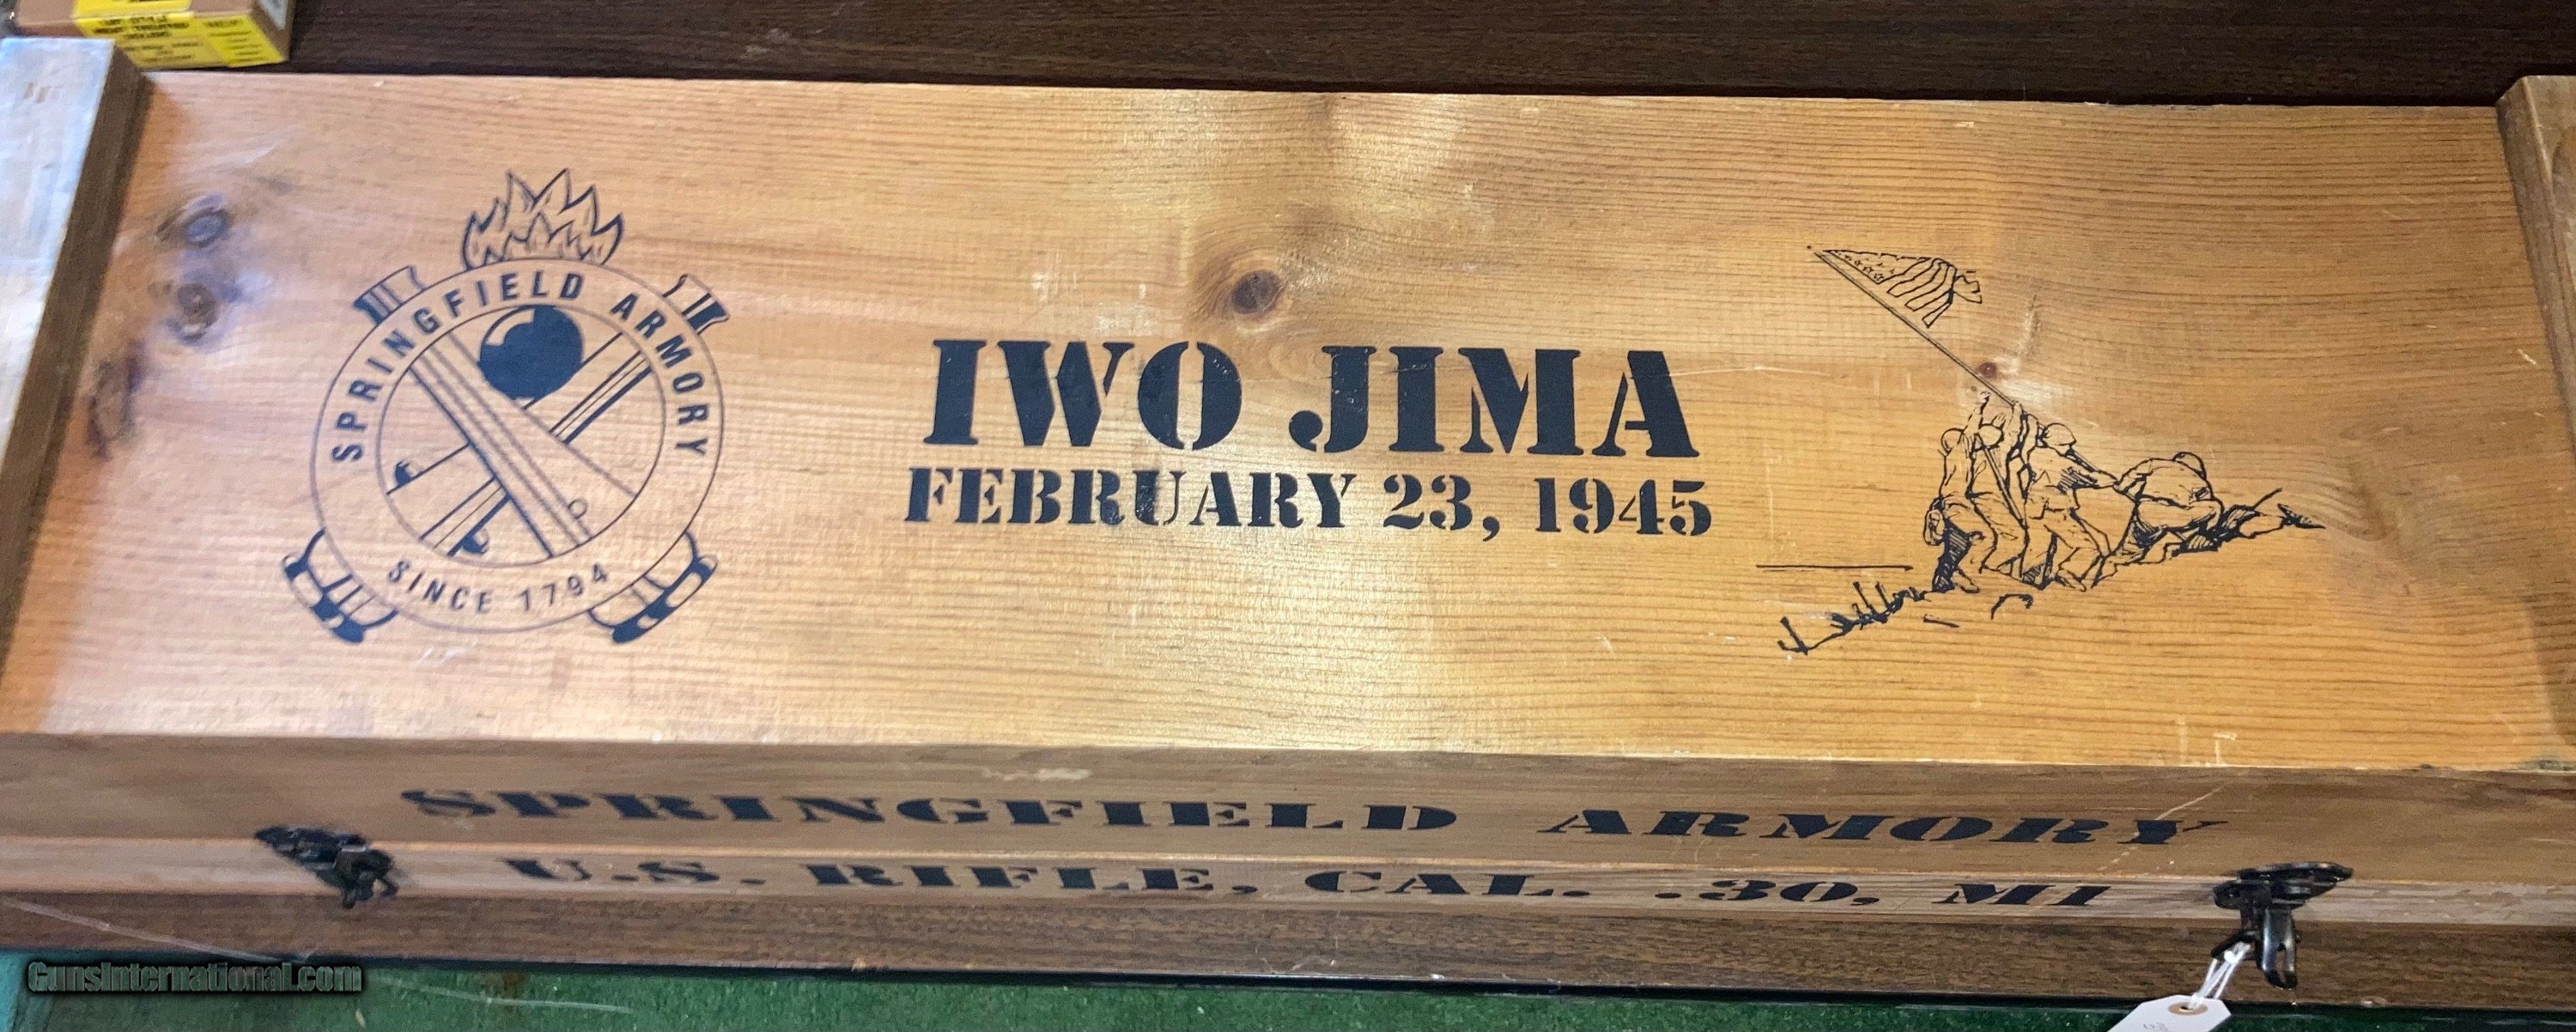 SPRINGFIELD ARMORY
SINCE 1794
IWO JIMA
FEBRUARY 23, 1945
SPRINGFIELD ARMORY
U.S. RIFLE, CAL. .30, M1
GunsInternational.com